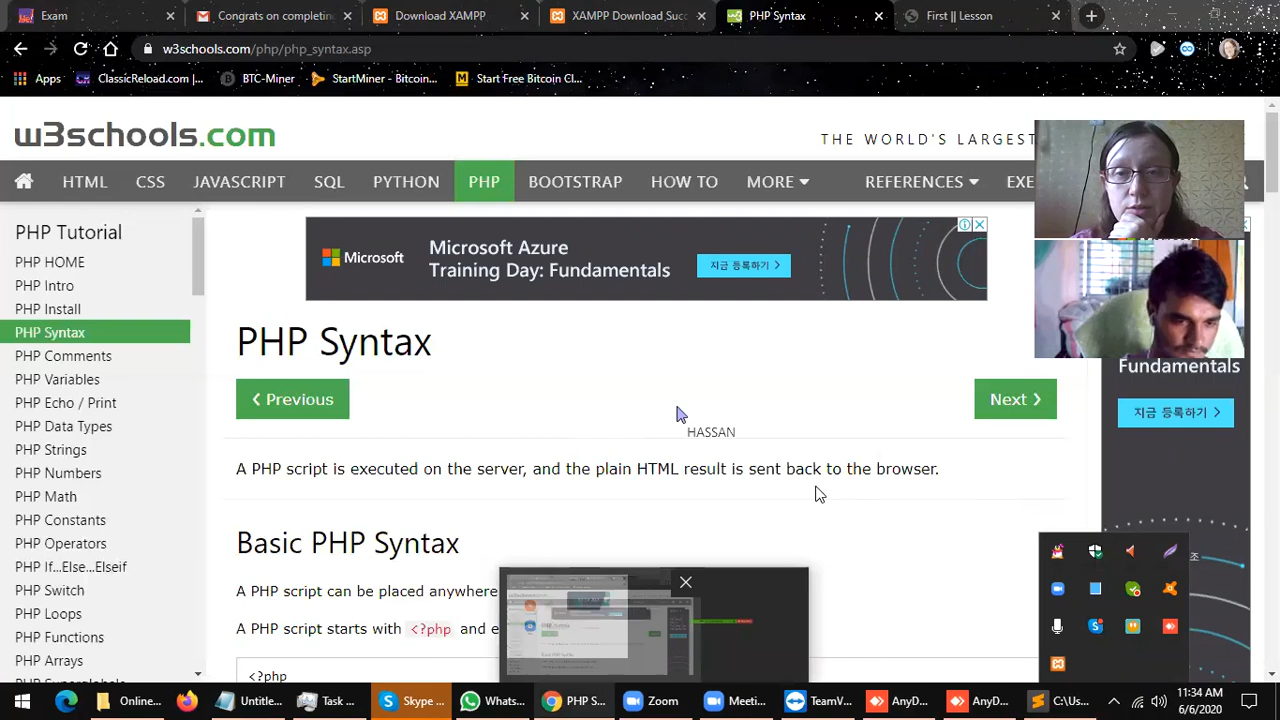 Exam
Congrats on completin
Download XAMPP
XAMPP Download Succ
PHP Syntax
First || Lesson
w3schools.com/php/php_syntax.asp
Apps
ClassicReload.com |...
BTC-Miner
StartMiner - Bitcoin...
Start Free Bitcoin Cl...
w3schools.com
THE WORLD'S LARGEST
HTML
CSS
JAVASCRIPT
SQL
PYTHON
PHP
BOOTSTRAP
HOW TO
MORE
REFERENCES
EXE
PHP Tutorial
PHP HOME
PHP Intro
PHP Install
PHP Syntax
PHP Comments
PHP Variables
PHP Echo / Print
PHP Data Types
PHP Strings
PHP Numbers
PHP Math
PHP Constants
PHP Operators
PHP If...Else...Elseif
PHP Switch
PHP Loops
PHP Functions
PHP Arrays
Microsoft
Microsoft Azure
Training Day: Fundamentals
지금 등록하기 >
PHP Syntax
❮ Previous
Next ❯
HASSAN
A PHP script is executed on the server, and the plain HTML result is sent back to the browser.
Basic PHP Syntax
A PHP script can be placed anywhere
A PHP script starts with <?php and e
<?php
Fundamentals
지금 등록하기 >
Online...
Untitle...
Task ...
Skype ...
Whats...
PHP S...
Zoom
Meeti...
TeamV...
AnyD...
AnyD...
C:\Us...
11:34 AM
6/6/2020